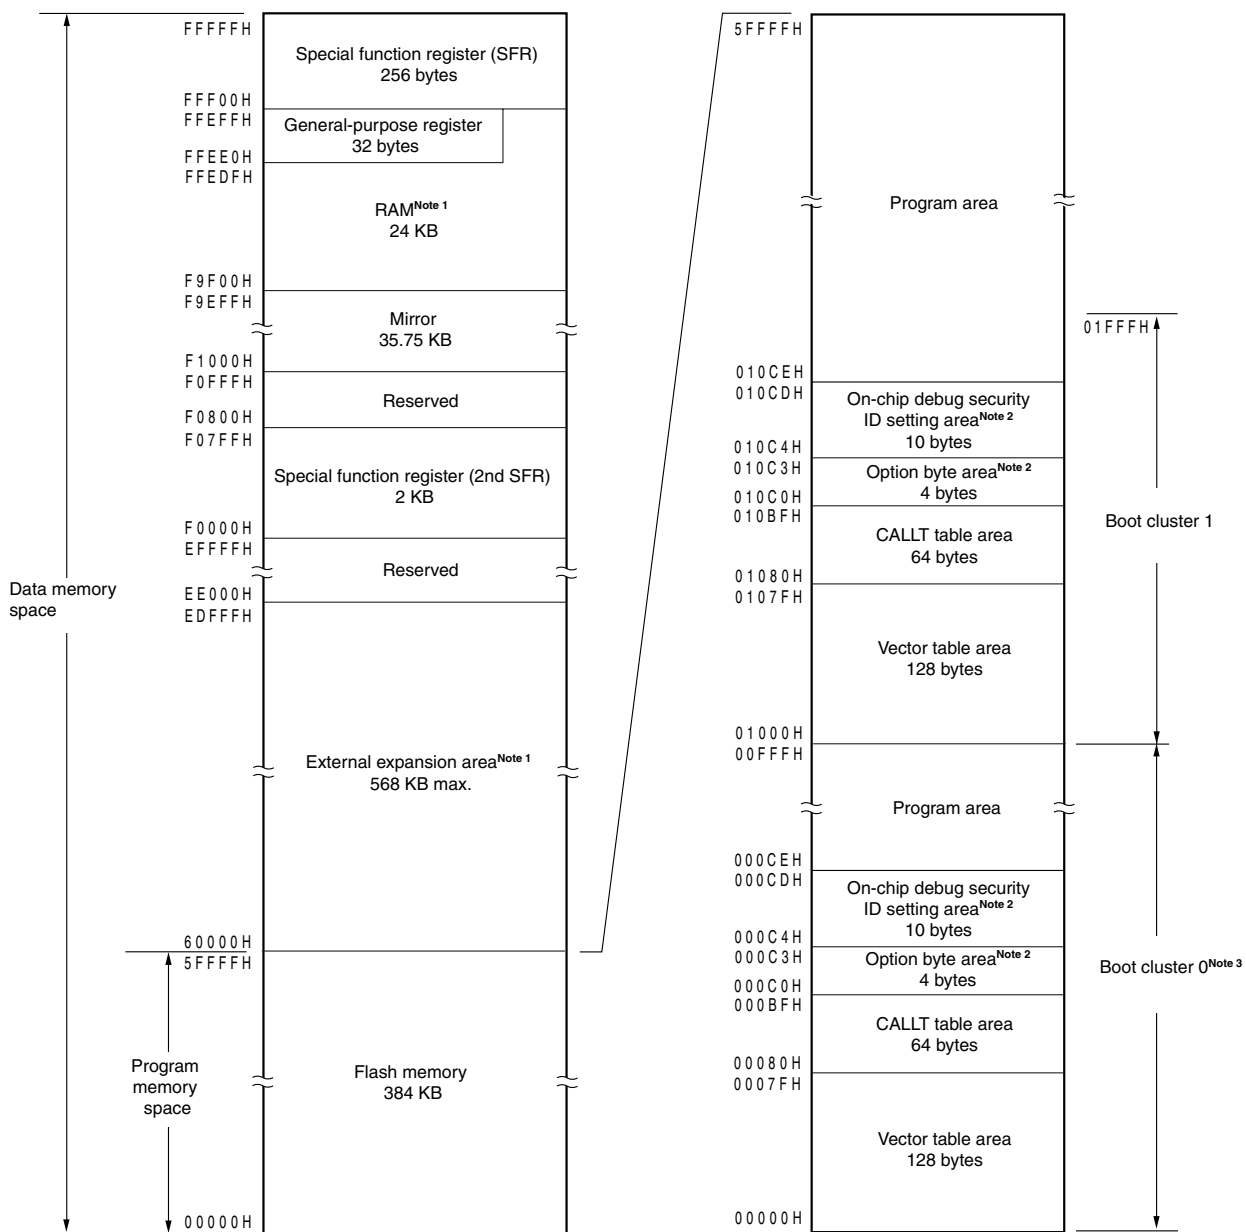 FFFFFH
Special function register (SFR)
256 bytes
FFF00H
FFEFFH
General-purpose register
32 bytes
FFEE0H
FFEDFH
RAMNote 1
24 KB
F9F00H
F9EFFH
Mirror
35.75 KB
F1000H
F0FFFH
Reserved
F0800H
F07FFH
Special function register (2nd SFR)
2 KB
F0000H
EFFFFH
Reserved
EE000H
EDFFFH
Data memory
space
External expansion areaNote 1
568 KB max.
60000H
5FFFFH
Program
memory
space
Flash memory
384 KB
00000H
5FFFFH
Program area
01FFFH
010CEH
010CDH
On-chip debug security
ID setting areaNote 2
10 bytes
010C4H
010C3H
Option byte areaNote 2
4 bytes
010C0H
010BFH
CALLT table area
64 bytes
Boot cluster 1
01080H
0107FH
Vector table area
128 bytes
01000H
00FFFH
Program area
000CEH
000CDH
On-chip debug security
ID setting areaNote 2
10 bytes
000C4H
000C3H
Option byte areaNote 2
4 bytes
Boot cluster 0Note 3
000C0H
000BFH
CALLT table area
64 bytes
00080H
0007FH
Vector table area
128 bytes
00000H